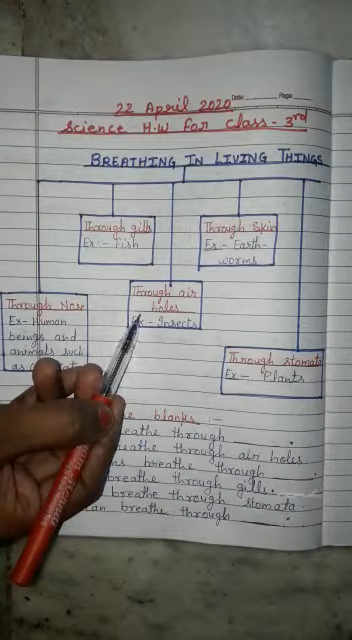 Date: Page:
22 April 2020
Science H.W For Class - 3rd
BREATHING IN LIVING THINGS
Through gills
Ex:- Fish
Through Skin
Ex:- Earth-
worms
Through air
holes
Ex:- Insects
Through Nose
Ex- Human
beings and
animals such
as
Through stomata
Ex:- Plants
blanks :-
breathe through .
breathe through air holes
breathe through .
breathe through gills.
breathe through stomata.
breathe through .